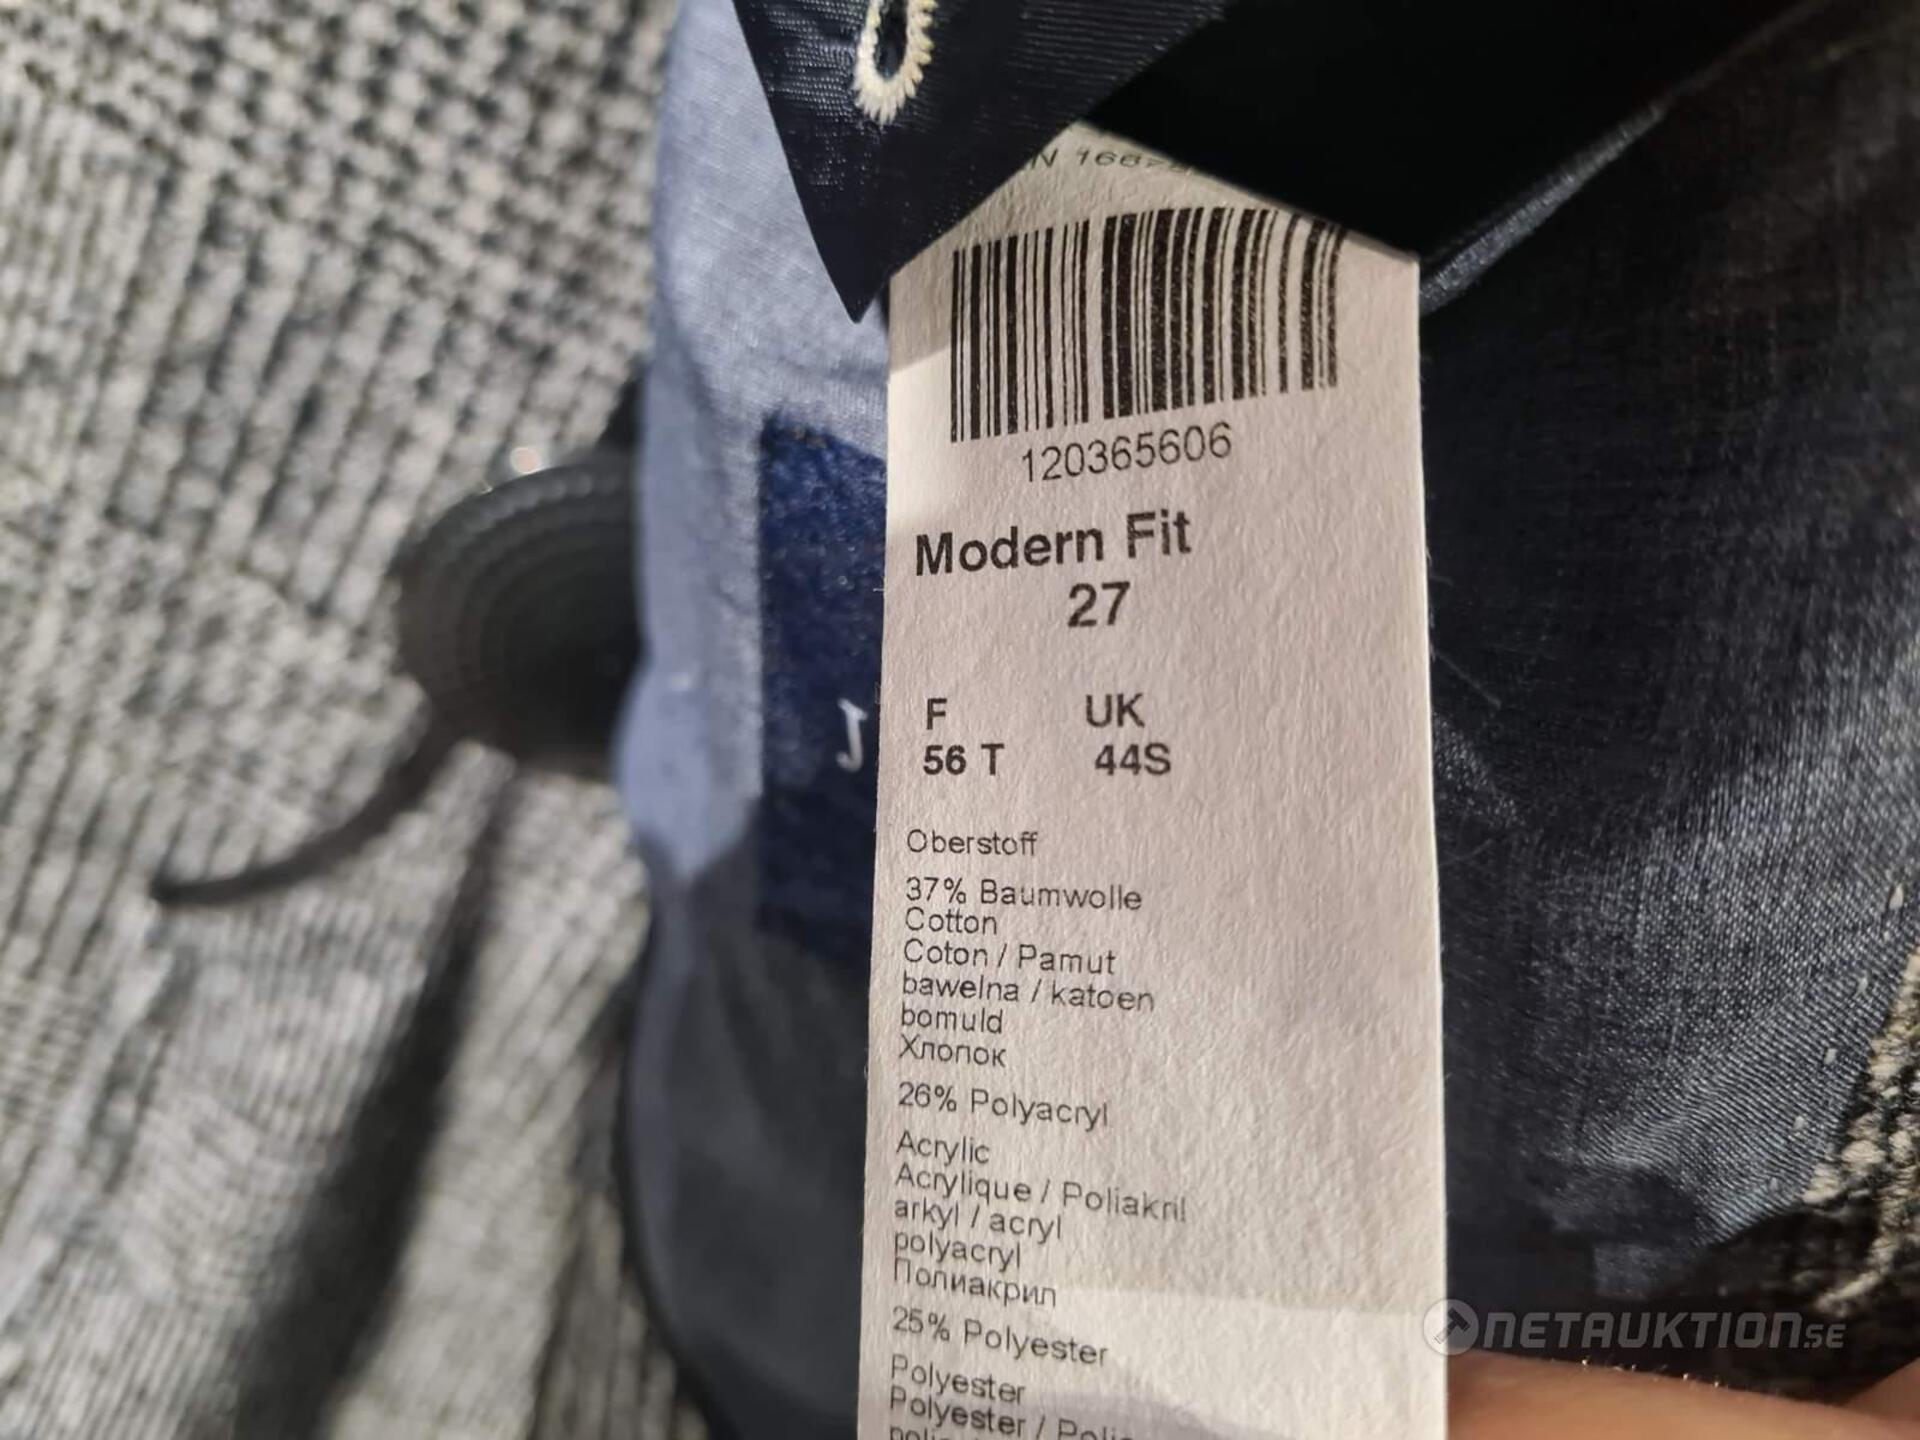 120365606
Modern Fit
27
F UK
56 T 44S
Oberstoff
37% Baumwolle
Cotton
Coton / Pamut
bawelna / katoen
bomuld
Хлопок
26% Polyacryl
Acrylic
Acrylique / Poliakril
arkyl / acryl
polyacryl
Полиакрил
25% Polyester
Polyester
Polyester /
J
NETAUKTION.SE